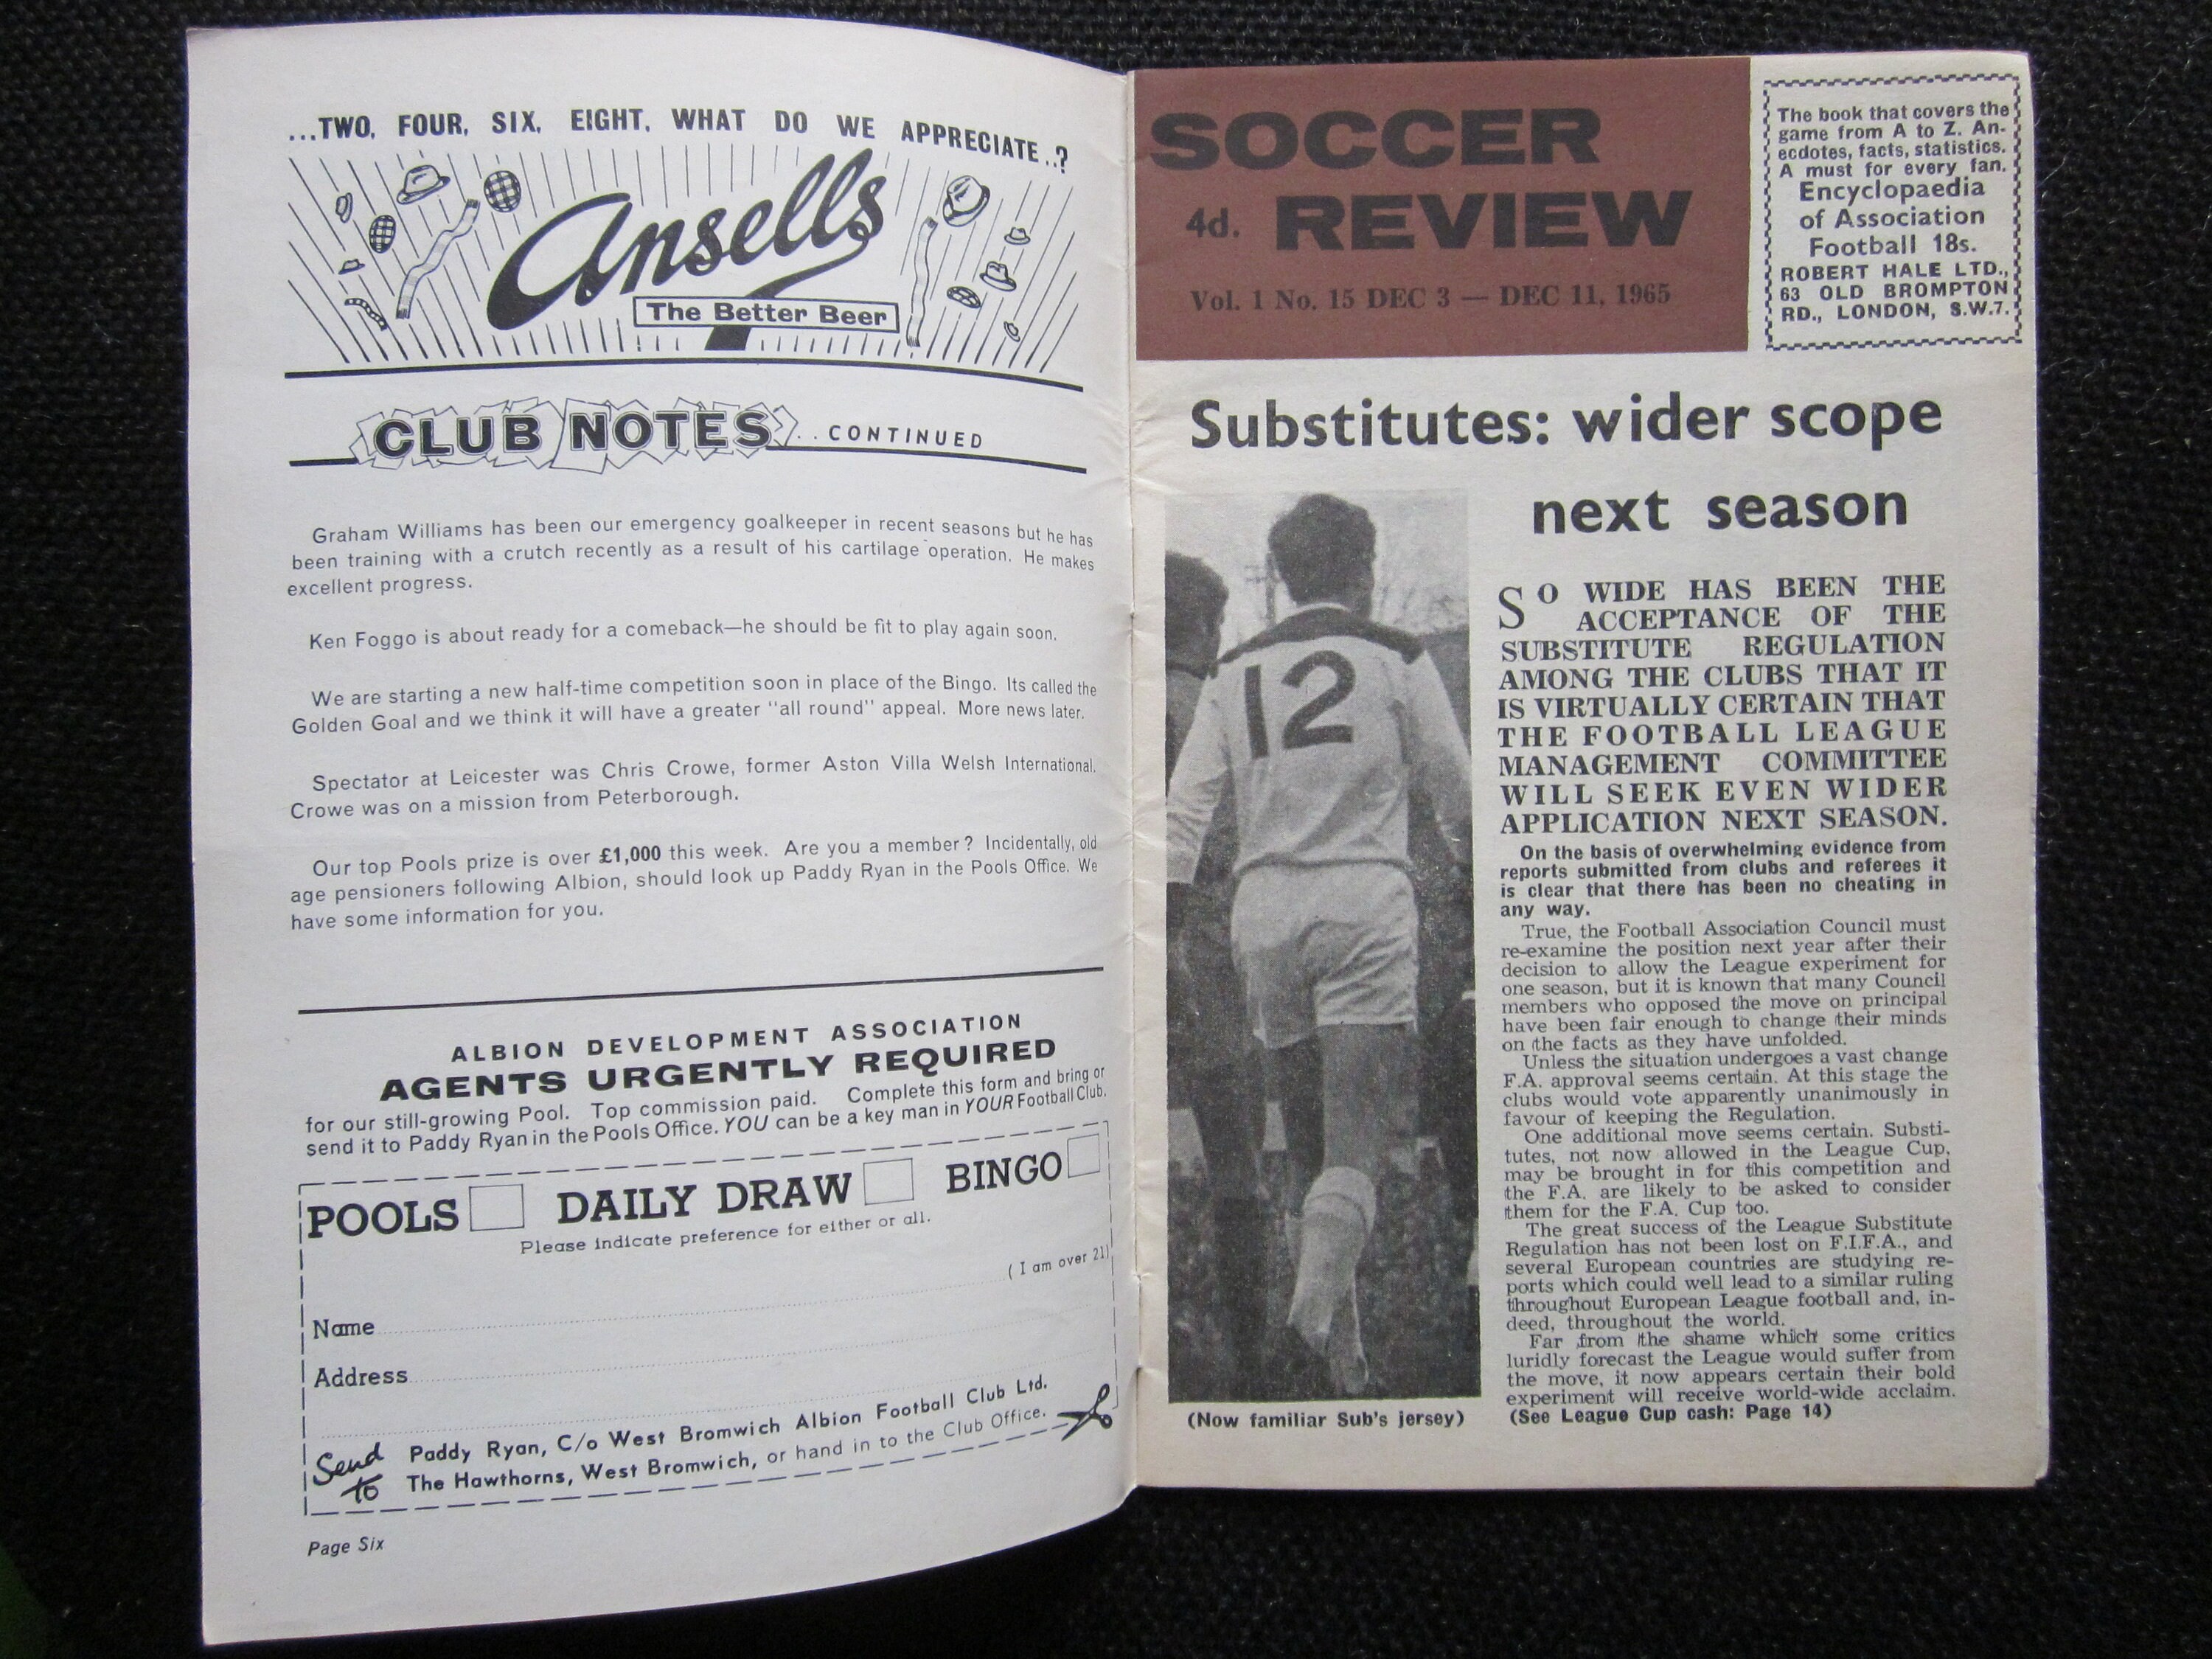 ...TWO, FOUR, SIX, EIGHT, WHAT DO WE APPRECIATE..?
Ansells
The Better Beer
CLUB NOTES...CONTINUED
Graham Williams has been our emergency goalkeeper in recent seasons but he has
been training with a crutch recently as a result of his cartilage operation. He makes
excellent progress.
Ken Foggo is about ready for a comeback—he should be fit to play again soon.
We are starting a new half-time competition soon in place of the Bingo. Its called the
Golden Goal and we think it will have a greater "all round" appeal. More news later.
Spectator at Leicester was Chris Crowe, former Aston Villa Welsh International.
Crowe was on a mission from Peterborough.
Our top Pools prize is over £1,000 this week. Are you a member? Incidentally, old
age pensioners following Albion, should look up Paddy Ryan in the Pools Office. We
have some information for you.
ALBION DEVELOPMENT ASSOCIATION
AGENTS URGENTLY REQUIRED
for our still-growing Pool. Top commission paid. Complete this form and bring or
send it to Paddy Ryan in the Pools Office. YOU can be a key man in YOUR Football Club.
POOLS DAILY DRAW BINGO
Please indicate preference for either or all.
(I am over 21)
Name
Address
Send to
Paddy Ryan, C/o West Bromwich Albion Football Club Ltd.
The Hawthorns, West Bromwich, or hand in to the Club Office.
Page Six
SOCCER
4d. REVIEW
Vol. 1 No. 15 DEC 3 — DEC 11, 1965
The book that covers the
game from A to Z. An-
ecdotes, facts, statistics.
A must for every fan.
Encyclopaedia
of Association
Football 18s.
ROBERT HALE LTD.,
63 OLD BROMPTON
RD., LONDON, S.W.7.
Substitutes: wider scope
next season
12
(Now familiar Sub's jersey)
SO WIDE HAS BEEN THE
ACCEPTANCE OF THE
SUBSTITUTE REGULATION
AMONG THE CLUBS THAT IT
IS VIRTUALLY CERTAIN THAT
THE FOOTBALL LEAGUE
MANAGEMENT COMMITTEE
WILL SEEK EVEN WIDER
APPLICATION NEXT SEASON.
On the basis of overwhelming evidence from
reports submitted from clubs and referees it
is clear that there has been no cheating in
any way.
True, the Football Association Council must
re-examine the position next year after their
decision to allow the League experiment for
one season, but it is known that many Council
members who opposed the move on principal
have been fair enough to change their minds
on the facts as they have unfolded.
Unless the situation undergoes a vast change
F.A. approval seems certain. At this stage the
clubs would vote apparently unanimously in
favour of keeping the Regulation.
One additional move seems certain. Substi-
tutes, not now allowed in the League Cup,
may be brought in for this competition and
the F.A. are likely to be asked to consider
them for the F.A. Cup too.
The great success of the League Substitute
Regulation has not been lost on F.I.F.A., and
several European countries are studying re-
ports which could well lead to a similar ruling
throughout European League football and, in-
deed, throughout the world.
Far from the shame which some critics
luridly forecast the League would suffer from
the move, it now appears certain their bold
experiment will receive world-wide acclaim.
(See League Cup cash: Page 14)